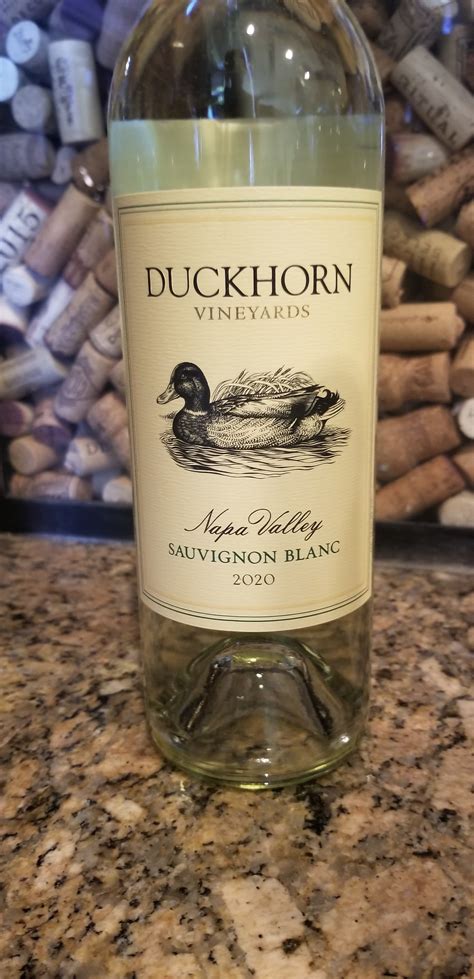 DUCKHORN
VINEYARDS
Napa Valley
SAUVIGNON BLANC
2020